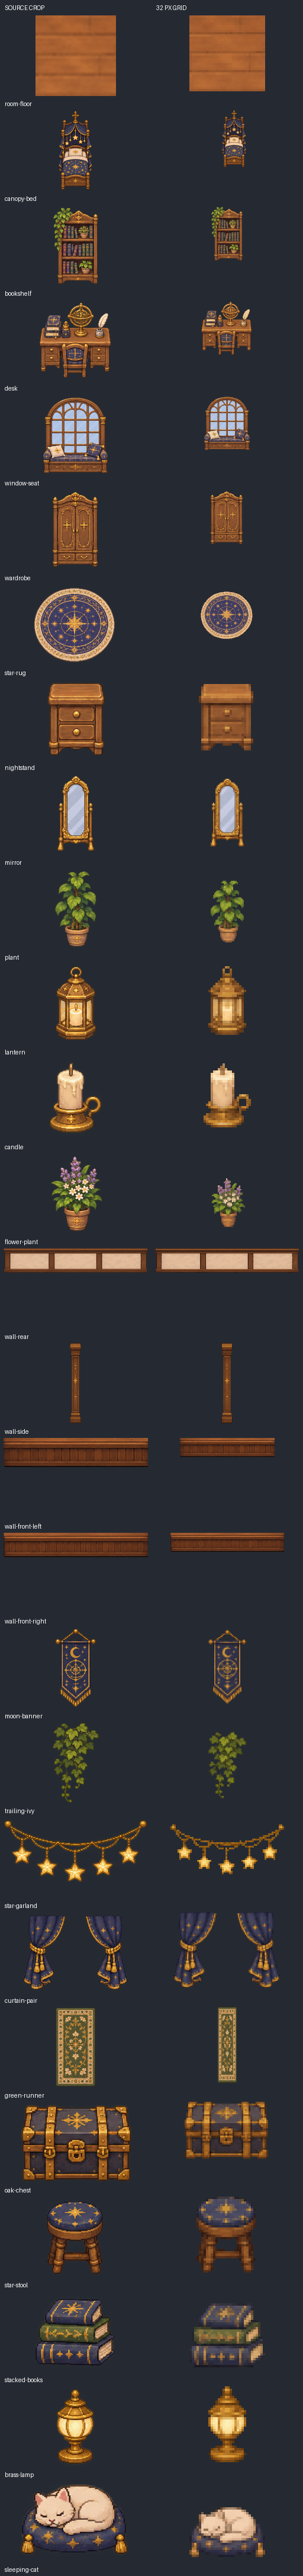 SOURCE CROP
32 PX GRID
room-floor
canopy-bed
bookshelf
desk
window-seat
wardrobe
star-rug
nightstand
mirror
plant
lantern
candle
flower-plant
wall-rear
wall-side
wall-front-left
wall-front-right
moon-banner
trailing-ivy
star-garland
curtain-pair
green-runner
oak-chest
star-stool
stacked-books
brass-lamp
sleeping-cat